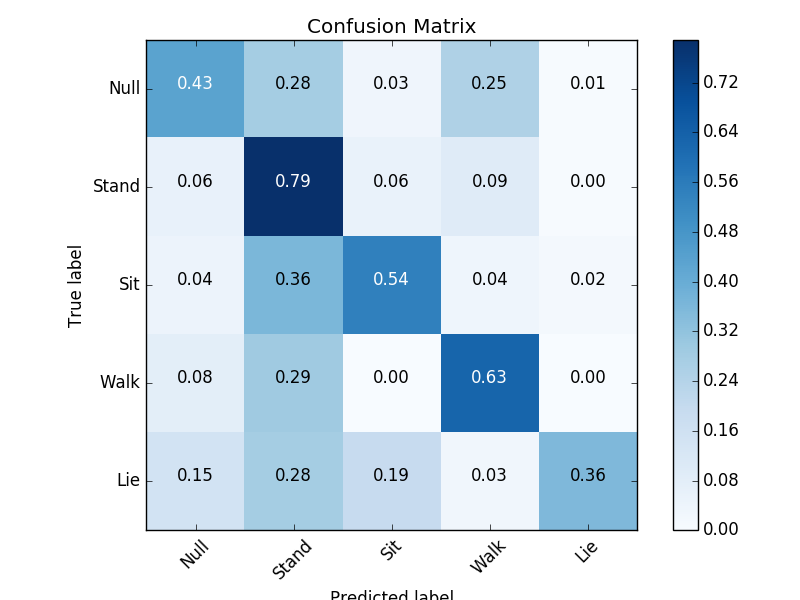 Confusion Matrix
Null 0.43 0.28 0.03 0.25 0.01
Stand 0.06 0.79 0.06 0.09 0.00
Sit 0.04 0.36 0.54 0.04 0.02
Walk 0.08 0.29 0.00 0.63 0.00
Lie 0.15 0.28 0.19 0.03 0.36
Null Stand Sit Walk Lie
True label
Predicted label
0.72
0.64
0.56
0.48
0.40
0.32
0.24
0.16
0.08
0.00